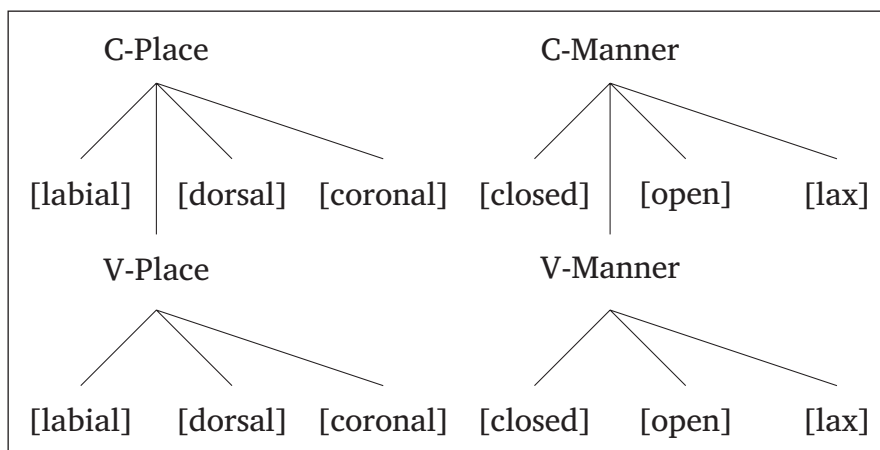 C-Place C-Manner
[labial] [dorsal] [coronal] [closed] [open] [lax]
V-Place V-Manner
[labial] [dorsal] [coronal] [closed] [open] [lax]